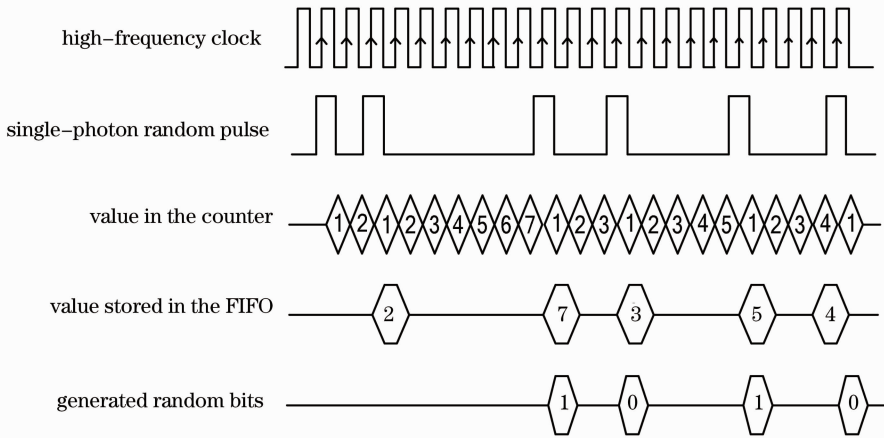 high-frequency clock
single-photon random pulse
value in the counter
1 2 1 2 3 4 5 6 7 1 2 3 1 2 3 4 5 1 2 3 4 1
value stored in the FIFO
2 7 3 5 4
generated random bits
1 0 1 0